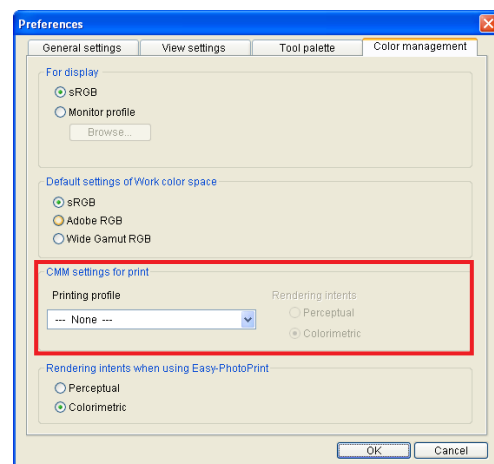 Preferences
General settings View settings Tool palette Color management
For display
sRGB
Monitor profile
Browse...
Default settings of Work color space
sRGB
Adobe RGB
Wide Gamut RGB
CMM settings for print
Printing profile Rendering intents
--- None --- Perceptual
Colorimetric
Rendering intents when using Easy-PhotoPrint
Perceptual
Colorimetric
OK Cancel